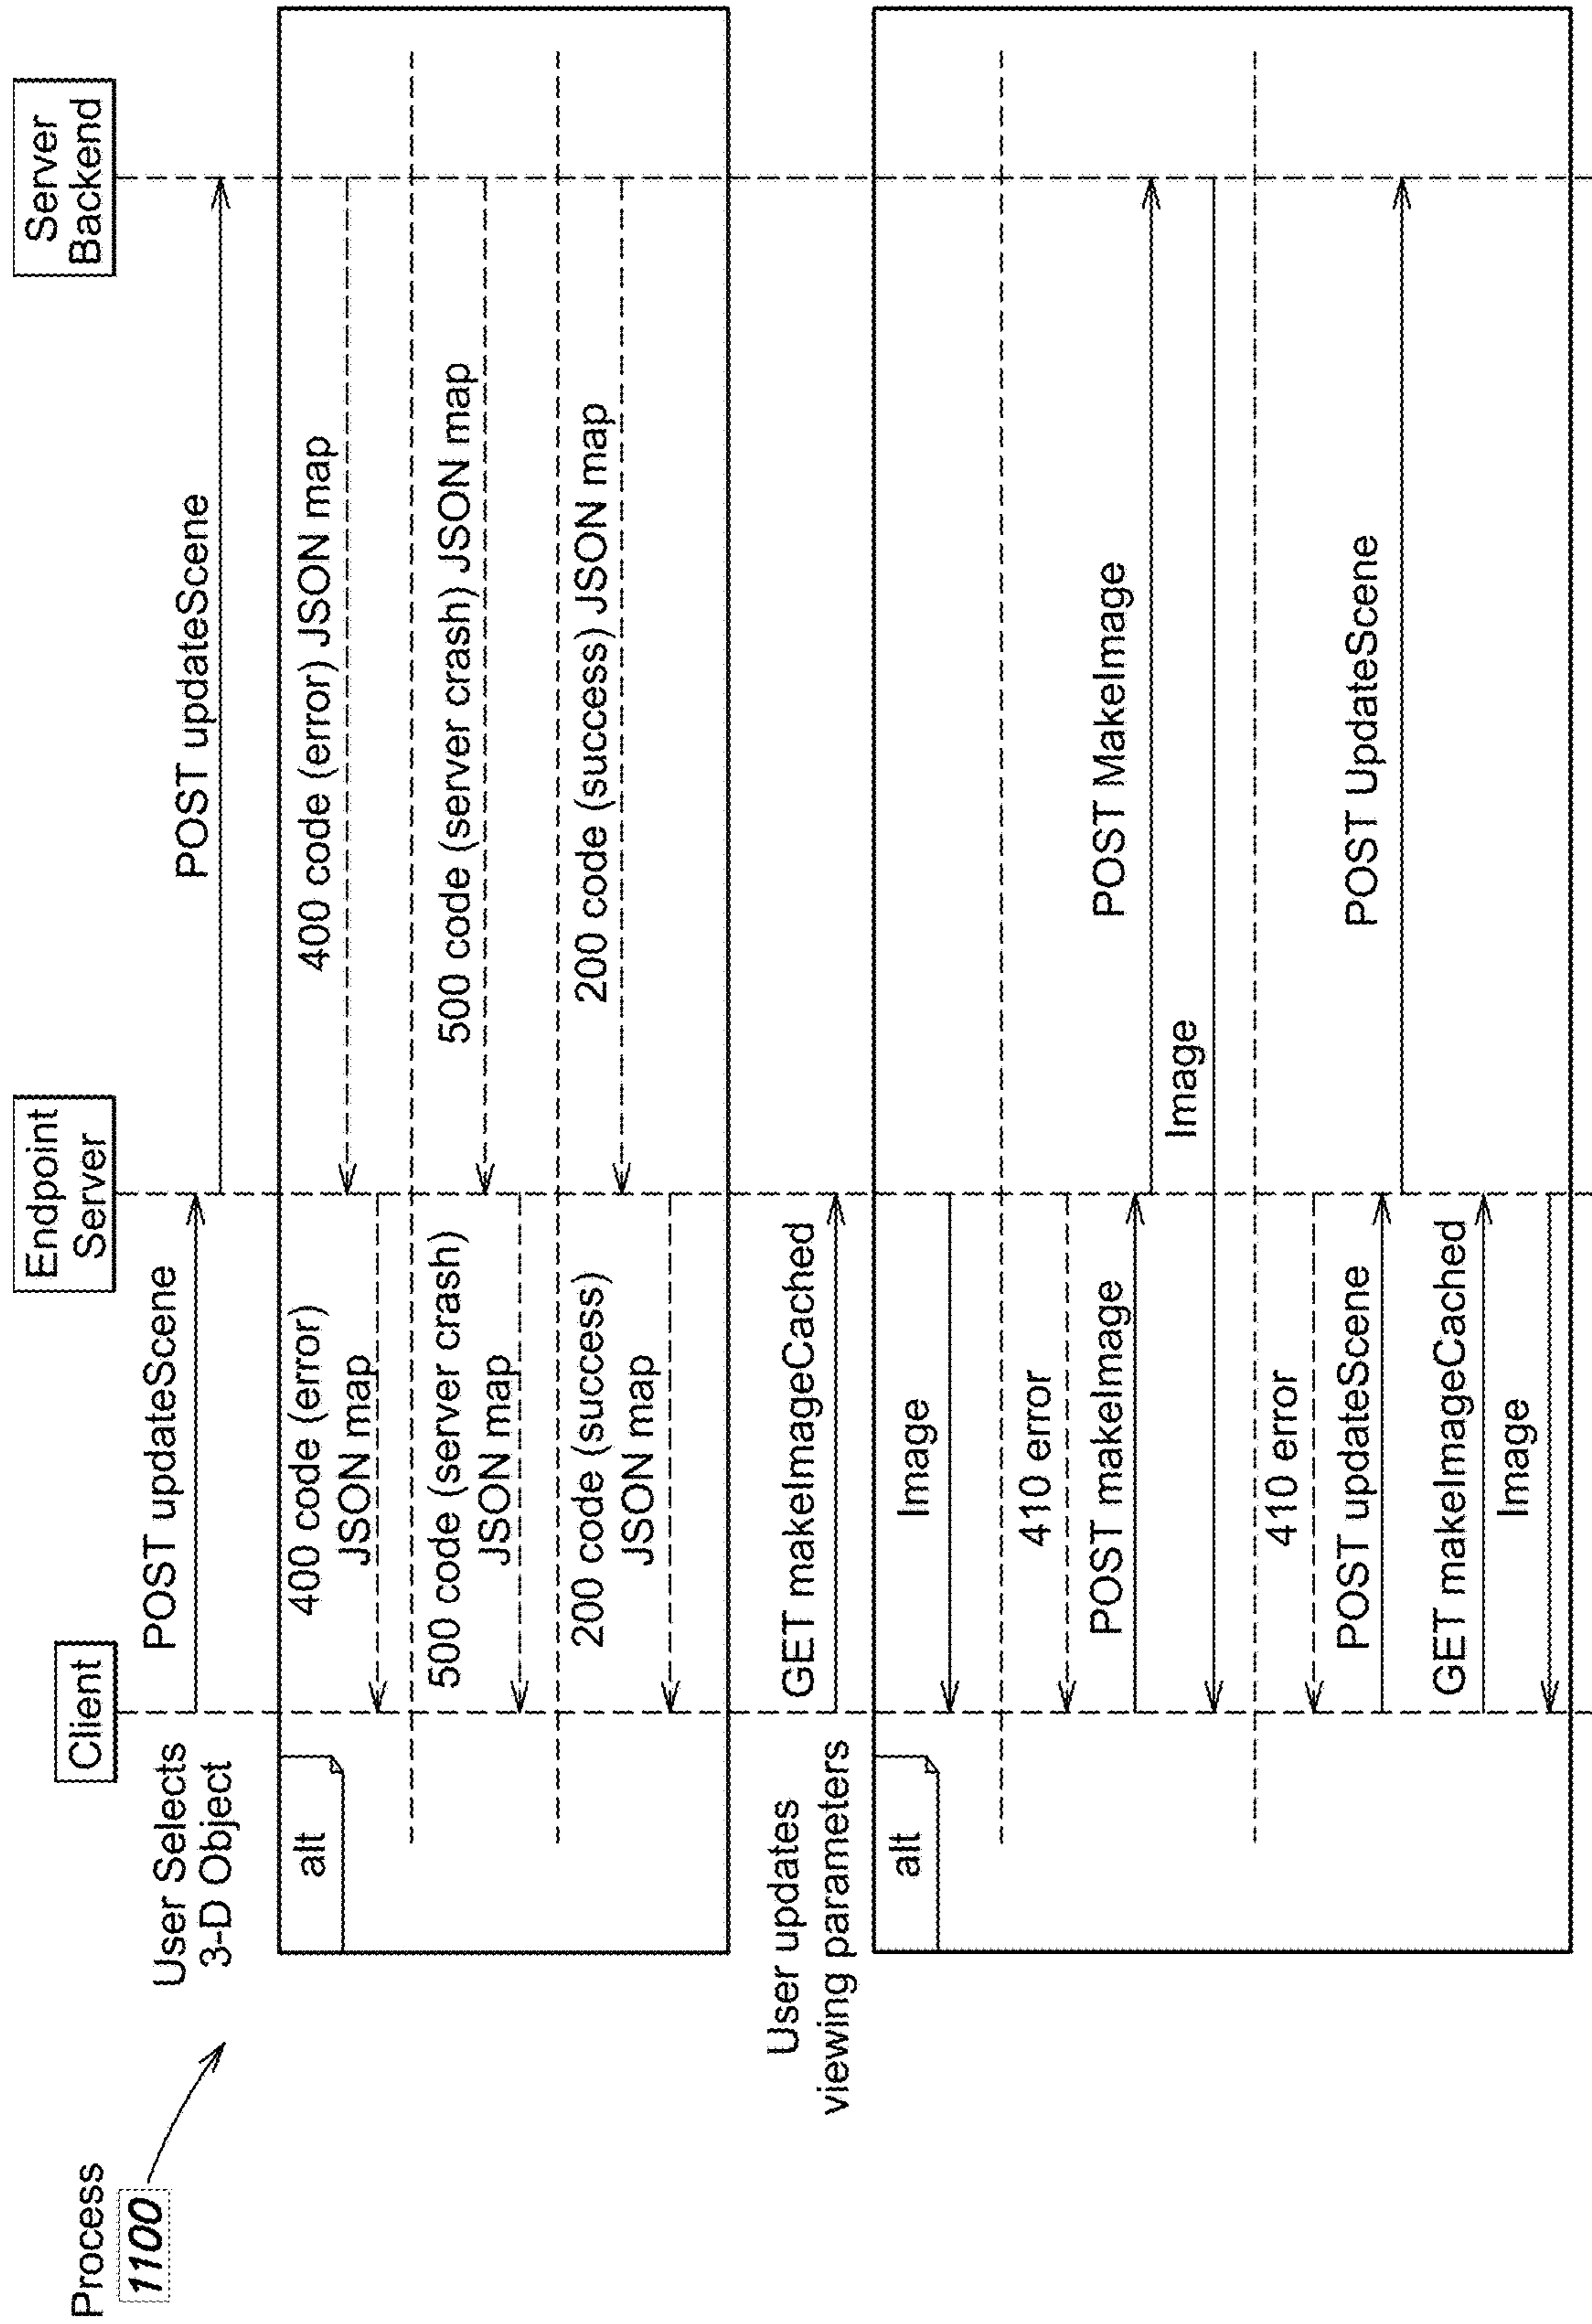 Process
1100
Client
Endpoint
Server
Server
Backend
User Selects
3-D Object
POST updateScene
POST updateScene
alt
400 code (error)
JSON map
400 code (error) JSON map
500 code (server crash)
JSON map
500 code (server crash) JSON map
200 code (success)
JSON map
200 code (success) JSON map
User updates
viewing parameters
GET makeImageCached
alt
Image
410 error
POST makeImage
POST MakeImage
Image
410 error
POST updateScene
POST UpdateScene
GET makeImageCached
Image